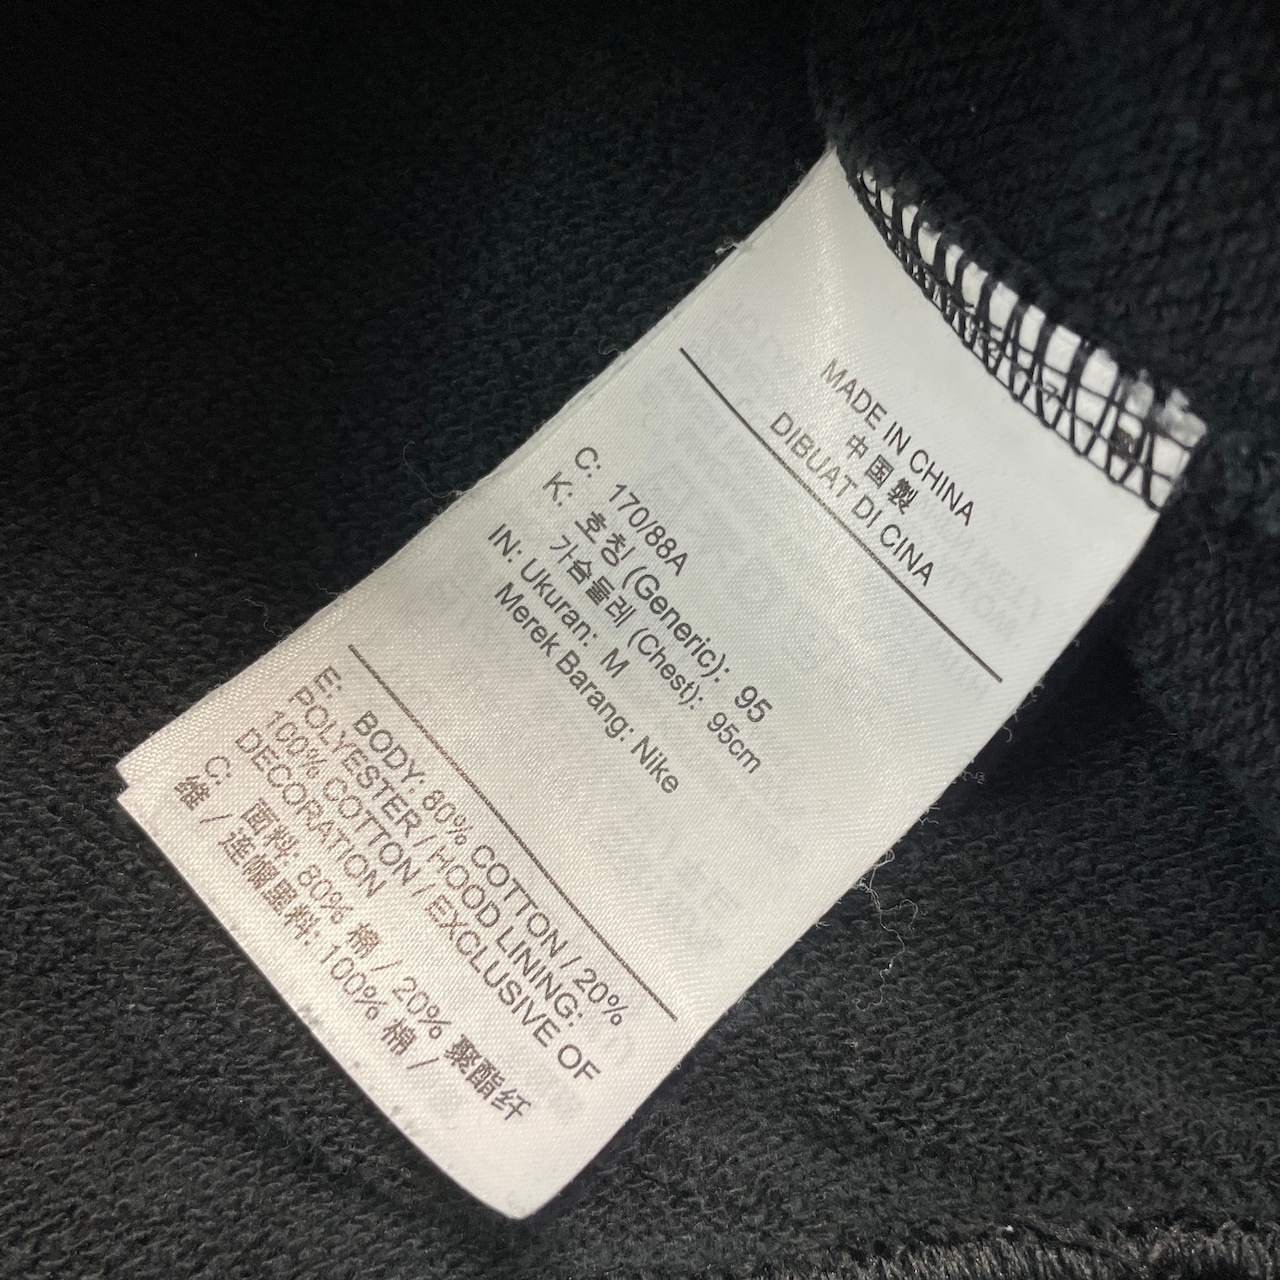 MADE IN CHINA
中国製
DIBUAT DI CINA
C: 170/88A
K: 호칭 (Generic): 95
가슴둘레 (Chest): 95cm
IN: Ukuran: M
Merek Barang: Nike
E: BODY: 80% COTTON / 20%
POLYESTER / HOOD LINING:
100% COTTON / EXCLUSIVE OF
DECORATION
C: 面料: 80% 棉 / 20% 聚酯纤
维 / 连帽里料: 100% 棉 /